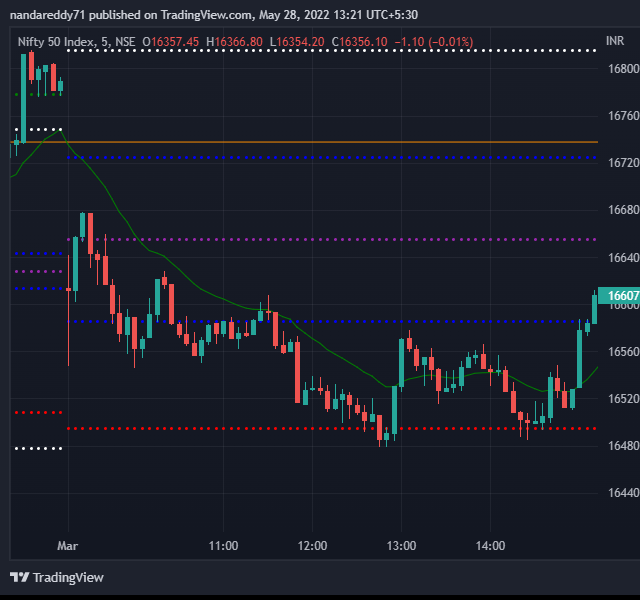 nandareddy71 published on TradingView.com, May 28, 2022 13:21 UTC+5:30
Nifty 50 Index, 5, NSE O16357.45 H16366.80 L16354.20 C16356.10 −1.10 (−0.01%)
INR
16800
16760
16720
16680
16640
16607
16600
16560
16520
16480
16440
Mar 11:00 12:00 13:00 14:00
TradingView